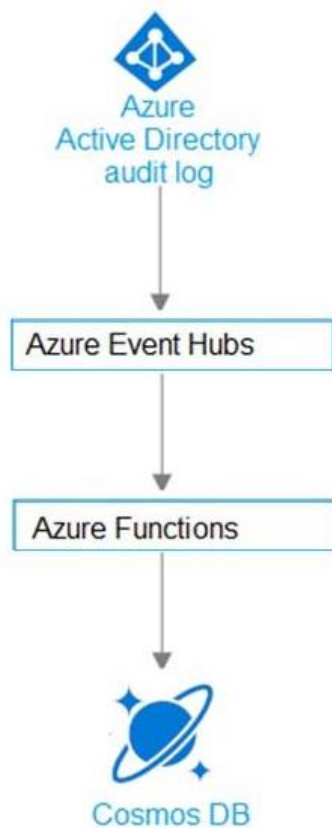 Azure
Active Directory
audit log
Azure Event Hubs
Azure Functions
Cosmos DB